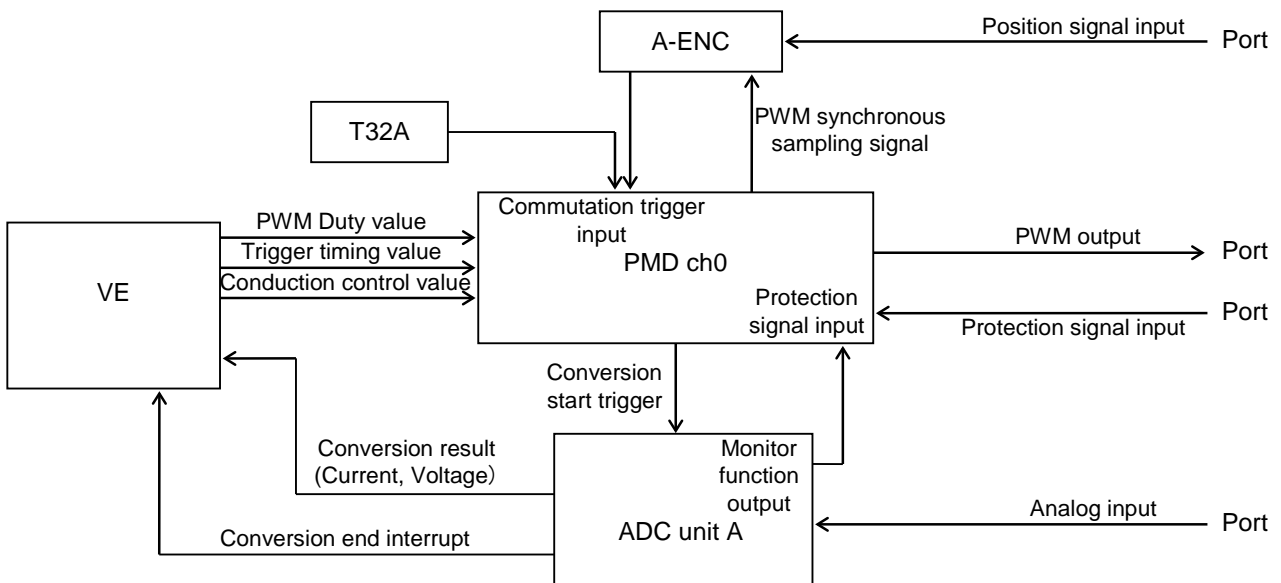 A-ENC
Position signal input
Port
T32A
PWM synchronous
sampling signal
VE
PWM Duty value
Trigger timing value
Conduction control value
Commutation trigger
input
PMD ch0
Protection
signal input
PWM output
Port
Protection signal input
Port
Conversion
start trigger
Conversion result
(Current, Voltage）
Conversion end interrupt
Monitor
function
output
ADC unit A
Analog input
Port